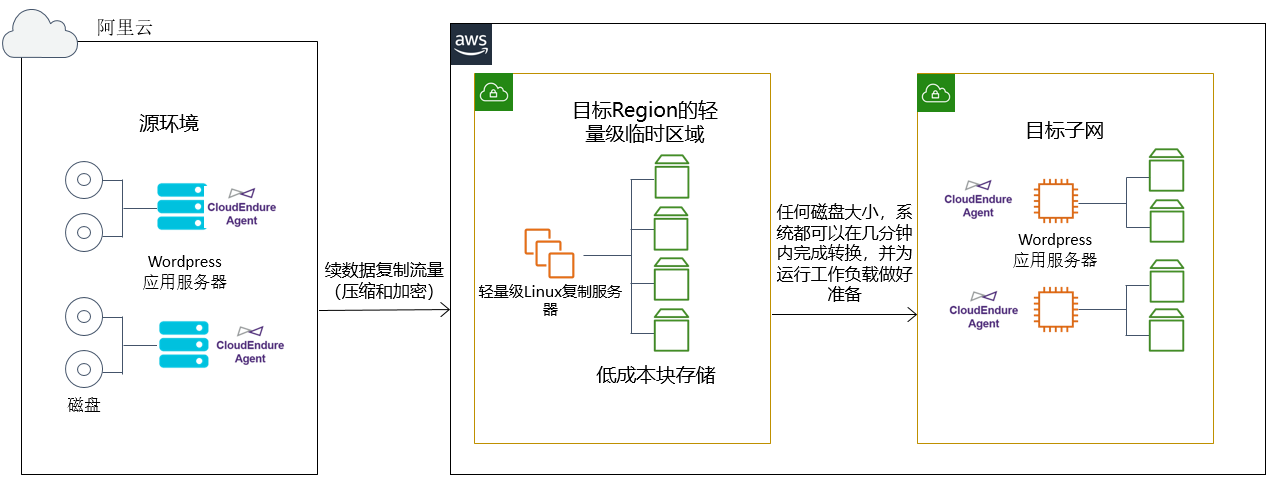 阿里云
源环境
CloudEndure
Agent
Wordpress
应用服务器
CloudEndure
Agent
磁盘
续数据复制流量
（压缩和加密）
aws
目标Region的轻
量级临时区域
轻量级Linux复制服务
器
低成本块存储
任何磁盘大小，系
统都可以在几分钟
内完成转换，并为
运行工作负载做好
准备
目标子网
CloudEndure
Agent
Wordpress
应用服务器
CloudEndure
Agent